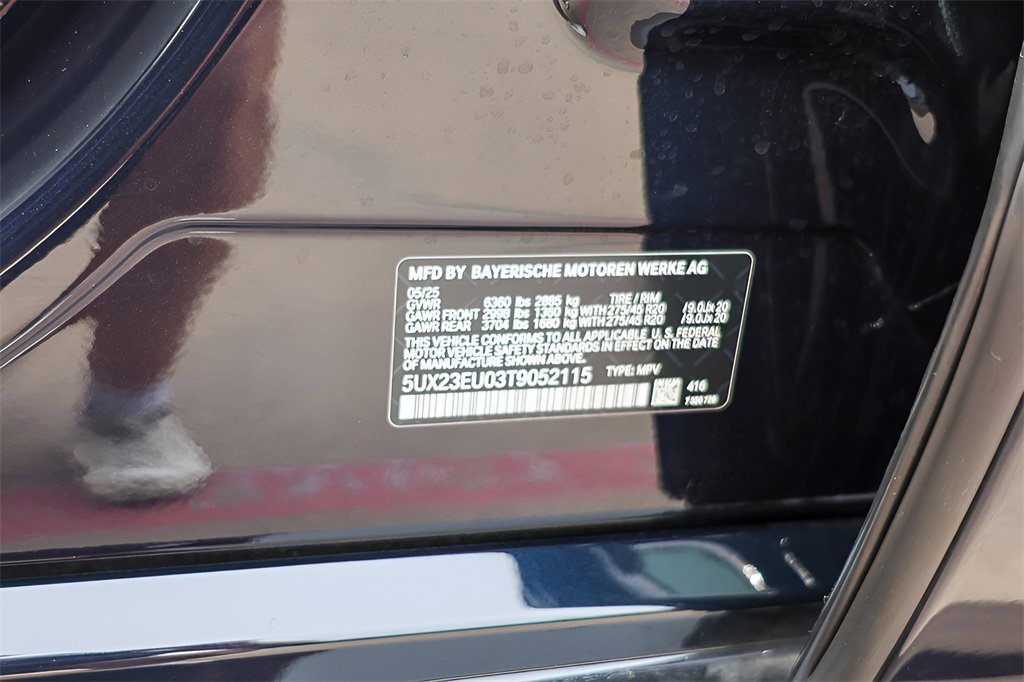 MFD BY BAYERISCHE MOTOREN WERKE AG
05/25
GVWR 6360 lbs 2885 kg TIRE / RIM
GAWR FRONT 2998 lbs 1360 kg WITH 275/45 R20 /9.0Jx20
GAWR REAR 3704 lbs 1680 kg WITH 275/45 R20 /9.0Jx20
THIS VEHICLE CONFORMS TO ALL APPLICABLE U. S. FEDERAL
MOTOR VEHICLE SAFETY STANDARDS IN EFFECT ON THE DATE
OF MANUFACTURE SHOWN ABOVE.
5UX23EU03T9052115 TYPE: MPV
416